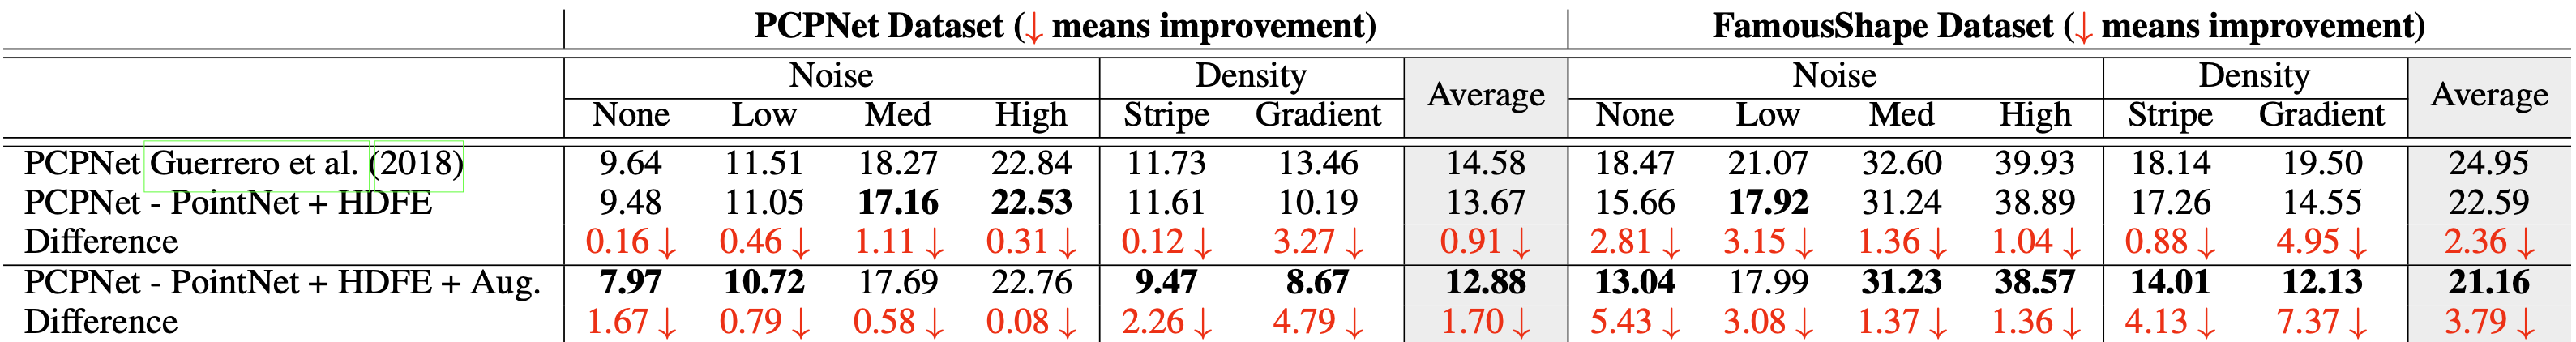 PCPNet Dataset (↓ means improvement) FamousShape Dataset (↓ means improvement)
Noise Density Average Noise Density Average
None Low Med High Stripe Gradient None Low Med High Stripe Gradient
PCPNet Guerrero et al. (2018) 9.64 11.51 18.27 22.84 11.73 13.46 14.58 18.47 21.07 32.60 39.93 18.14 19.50 24.95
PCPNet - PointNet + HDFE 9.48 11.05 17.16 22.53 11.61 10.19 13.67 15.66 17.92 31.24 38.89 17.26 14.55 22.59
Difference 0.16 ↓ 0.46 ↓ 1.11 ↓ 0.31 ↓ 0.12 ↓ 3.27 ↓ 0.91 ↓ 2.81 ↓ 3.15 ↓ 1.36 ↓ 1.04 ↓ 0.88 ↓ 4.95 ↓ 2.36 ↓
PCPNet - PointNet + HDFE + Aug. 7.97 10.72 17.69 22.76 9.47 8.67 12.88 13.04 17.99 31.23 38.57 14.01 12.13 21.16
Difference 1.67 ↓ 0.79 ↓ 0.58 ↓ 0.08 ↓ 2.26 ↓ 4.79 ↓ 1.70 ↓ 5.43 ↓ 3.08 ↓ 1.37 ↓ 1.36 ↓ 4.13 ↓ 7.37 ↓ 3.79 ↓